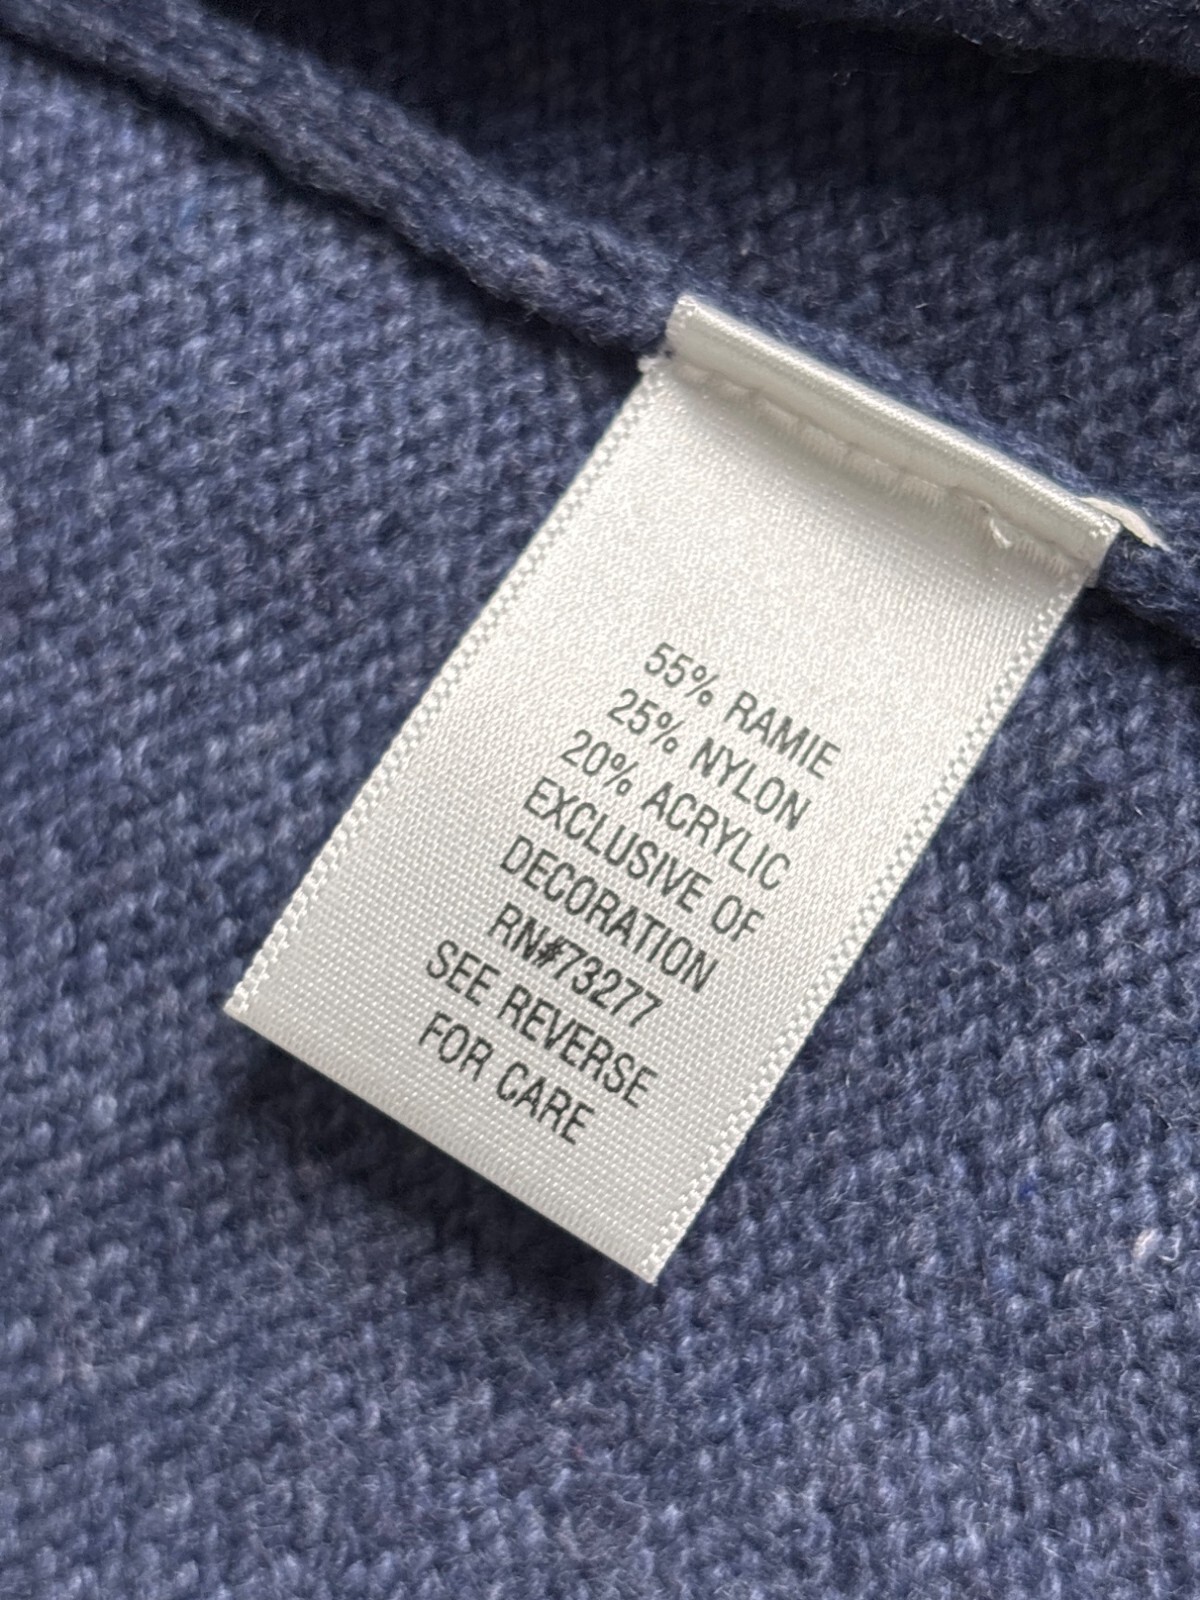 55% RAMIE
25% NYLON
20% ACRYLIC
EXCLUSIVE OF
DECORATION
RN#73277
SEE REVERSE
FOR CARE